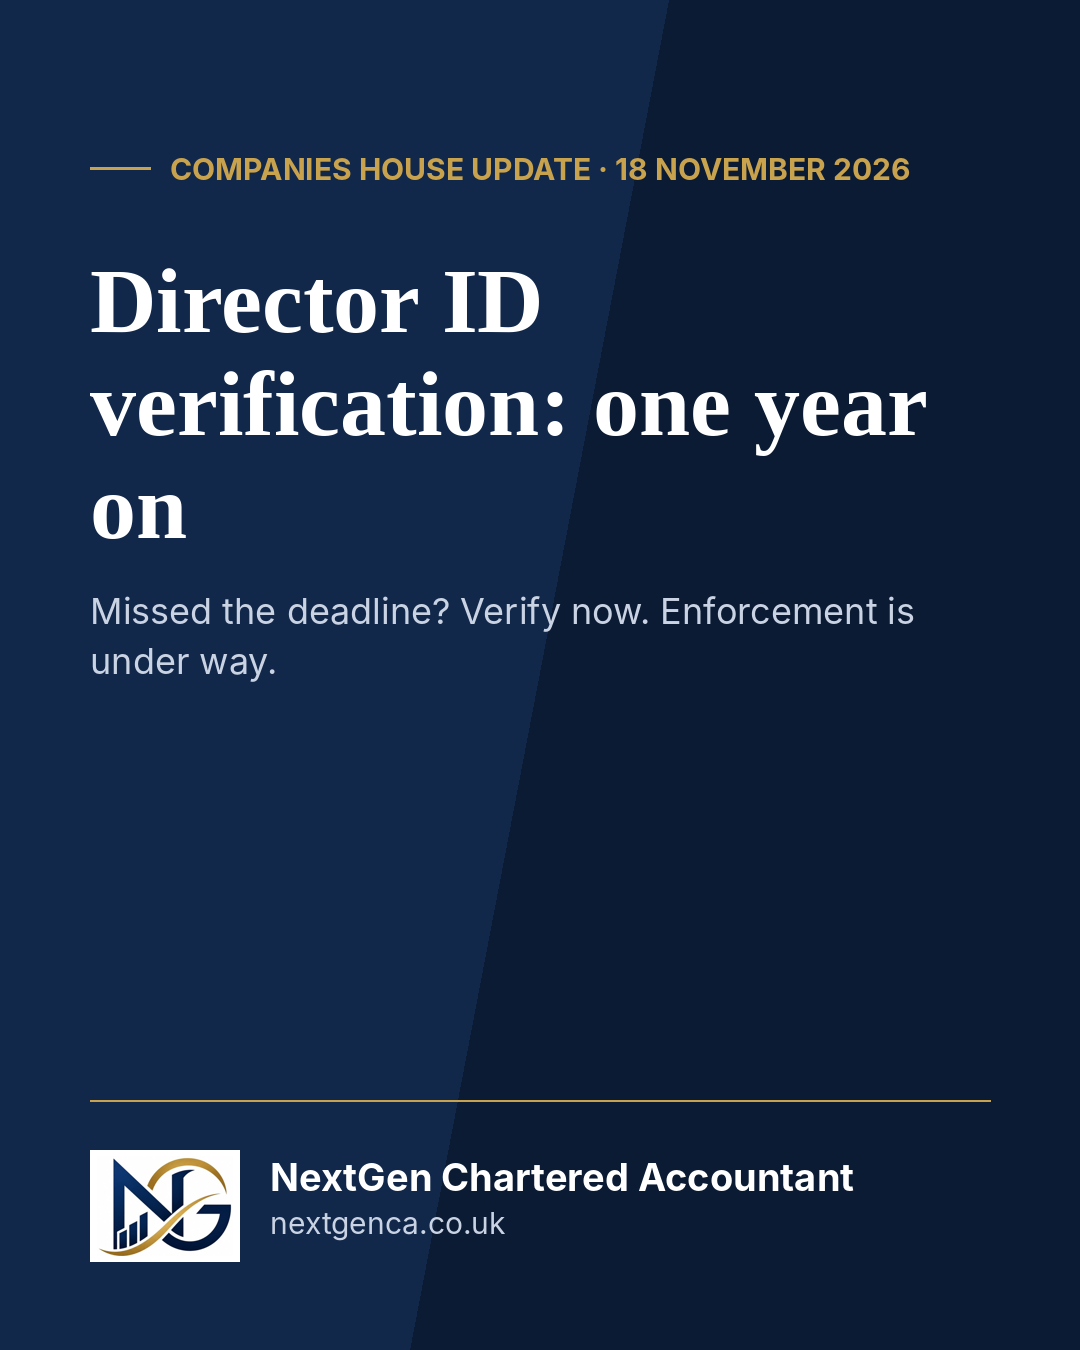 COMPANIES HOUSE UPDATE · 18 NOVEMBER 2026
Director ID
verification: one year
on
Missed the deadline? Verify now. Enforcement is
under way.
NG
NextGen Chartered Accountant
nextgenca.co.uk